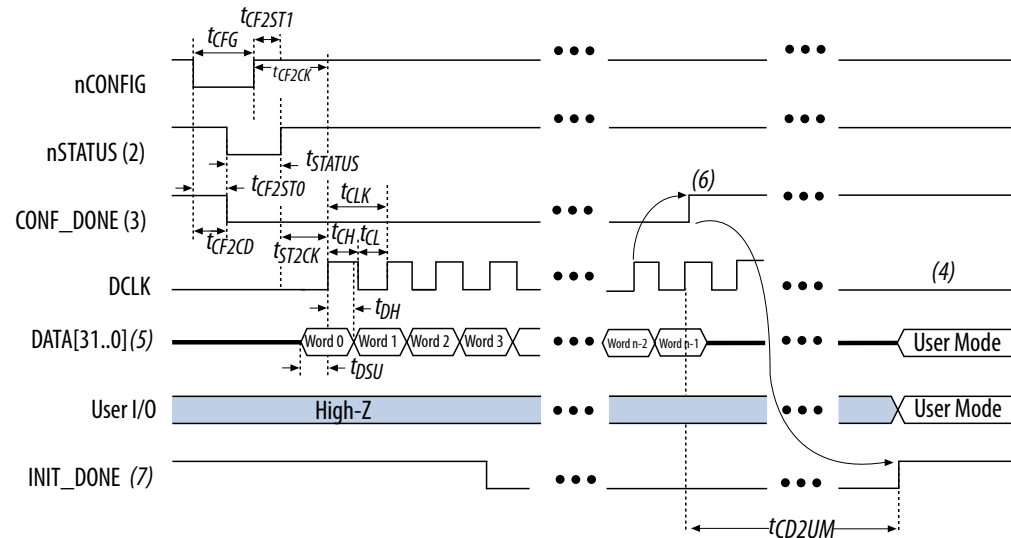 tCF2ST1
tCFG
tCF2CK
nCONFIG
nSTATUS (2)
tSTATUS
tCF2ST0
tCLK
(6)
CONF_DONE (3)
tCF2CD
tST2CK
tCH
tCL
(4)
DCLK
tDH
DATA[31..0](5)
Word 0
Word 1
Word 2
Word 3
Word n-2
Word n-1
User Mode
tDSU
User I/O
High-Z
User Mode
INIT_DONE (7)
tCD2UM